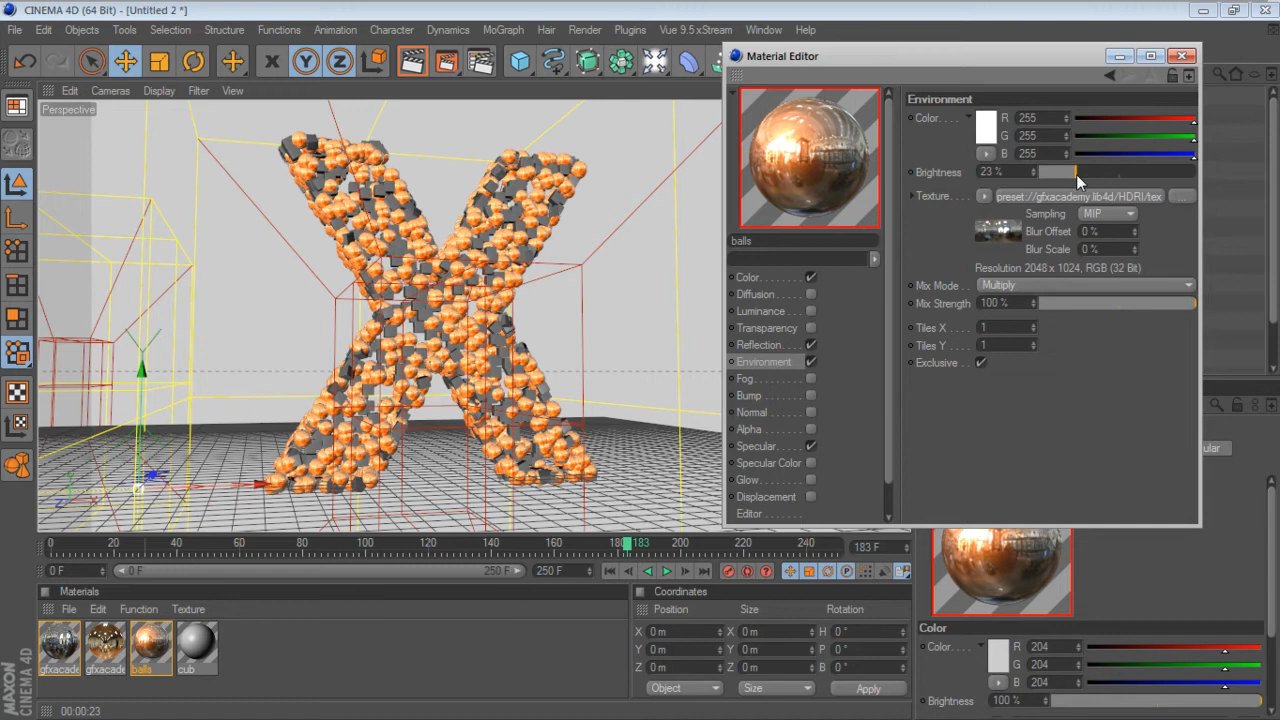 CINEMA 4D (64 Bit) - [Untitled 2 *]
File Edit Objects Tools Selection Structure Functions Animation Character Dynamics MoGraph Hair Render Plugins Vue 9.5 xStream Window Help
X Y Z
Edit Cameras Display Filter View
Perspective
Material Editor
balls
Color
Diffusion
Luminance
Transparency
Reflection
Environment
Fog
Bump
Normal
Alpha
Specular
Specular Color
Glow
Displacement
Editor
Environment
Color R 255
G 255
B 255
Brightness 23 %
Texture preset://gfxacademy.lib4d/HDRI/tex ...
Sampling MIP
Blur Offset 0 %
Blur Scale 0 %
Resolution 2048 x 1024, RGB (32 Bit)
Mix Mode Multiply
Mix Strength 100 %
Tiles X 1
Tiles Y 1
Exclusive
ular
0 20 40 60 80 100 120 140 160 180 183 200 220 240 183 F
0 F 0 F 250 F 250 F
Materials
File Edit Function Texture
gfxacade gfxacade balls cub
Coordinates
Position Size Rotation
X 0 m X 0 m H 0 °
Y 0 m Y 0 m P 0 °
Z 0 m Z 0 m B 0 °
Object Size Apply
Color
Color R 204
G 204
B 204
Brightness 100 %
MAXON
CINEMA 4D
00:00:23